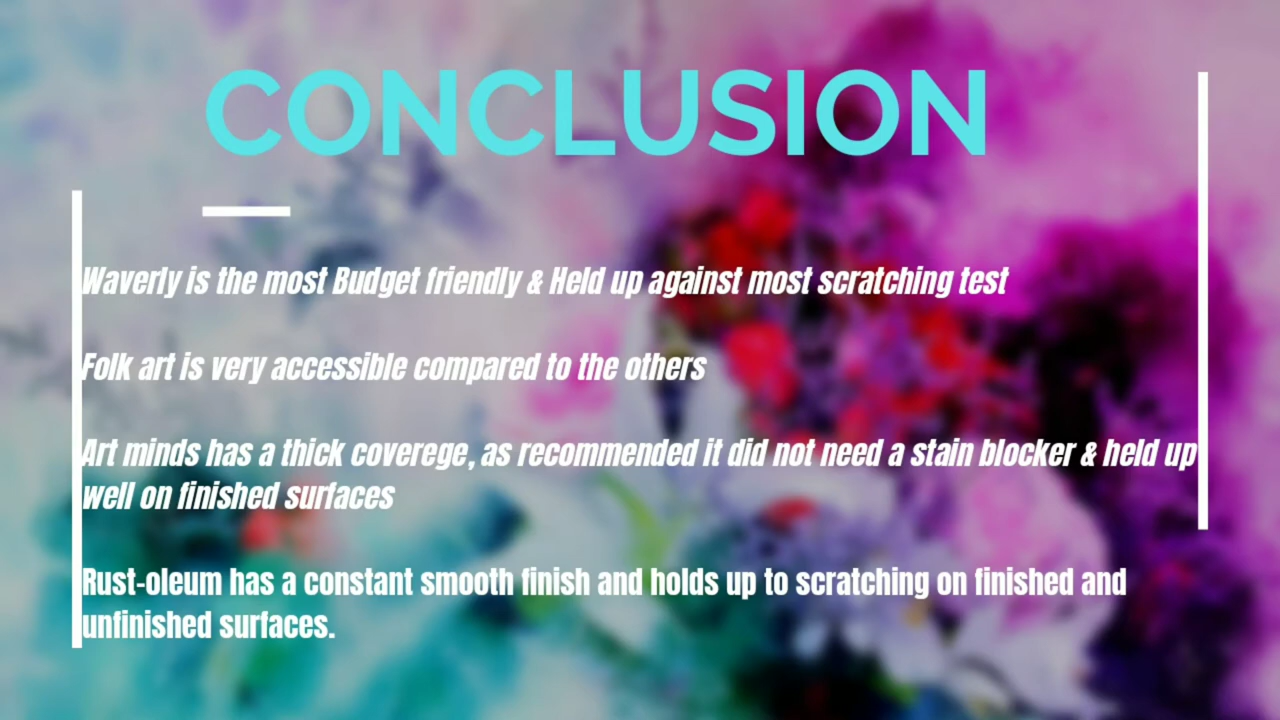 CONCLUSION
Waverly is the most Budget friendly & Held up against most scratching test
Folk art is very accessible compared to the others
Art minds has a thick coverege, as recommended it did not need a stain blocker & held up
well on finished surfaces
Rust-oleum has a constant smooth finish and holds up to scratching on finished and
unfinished surfaces.